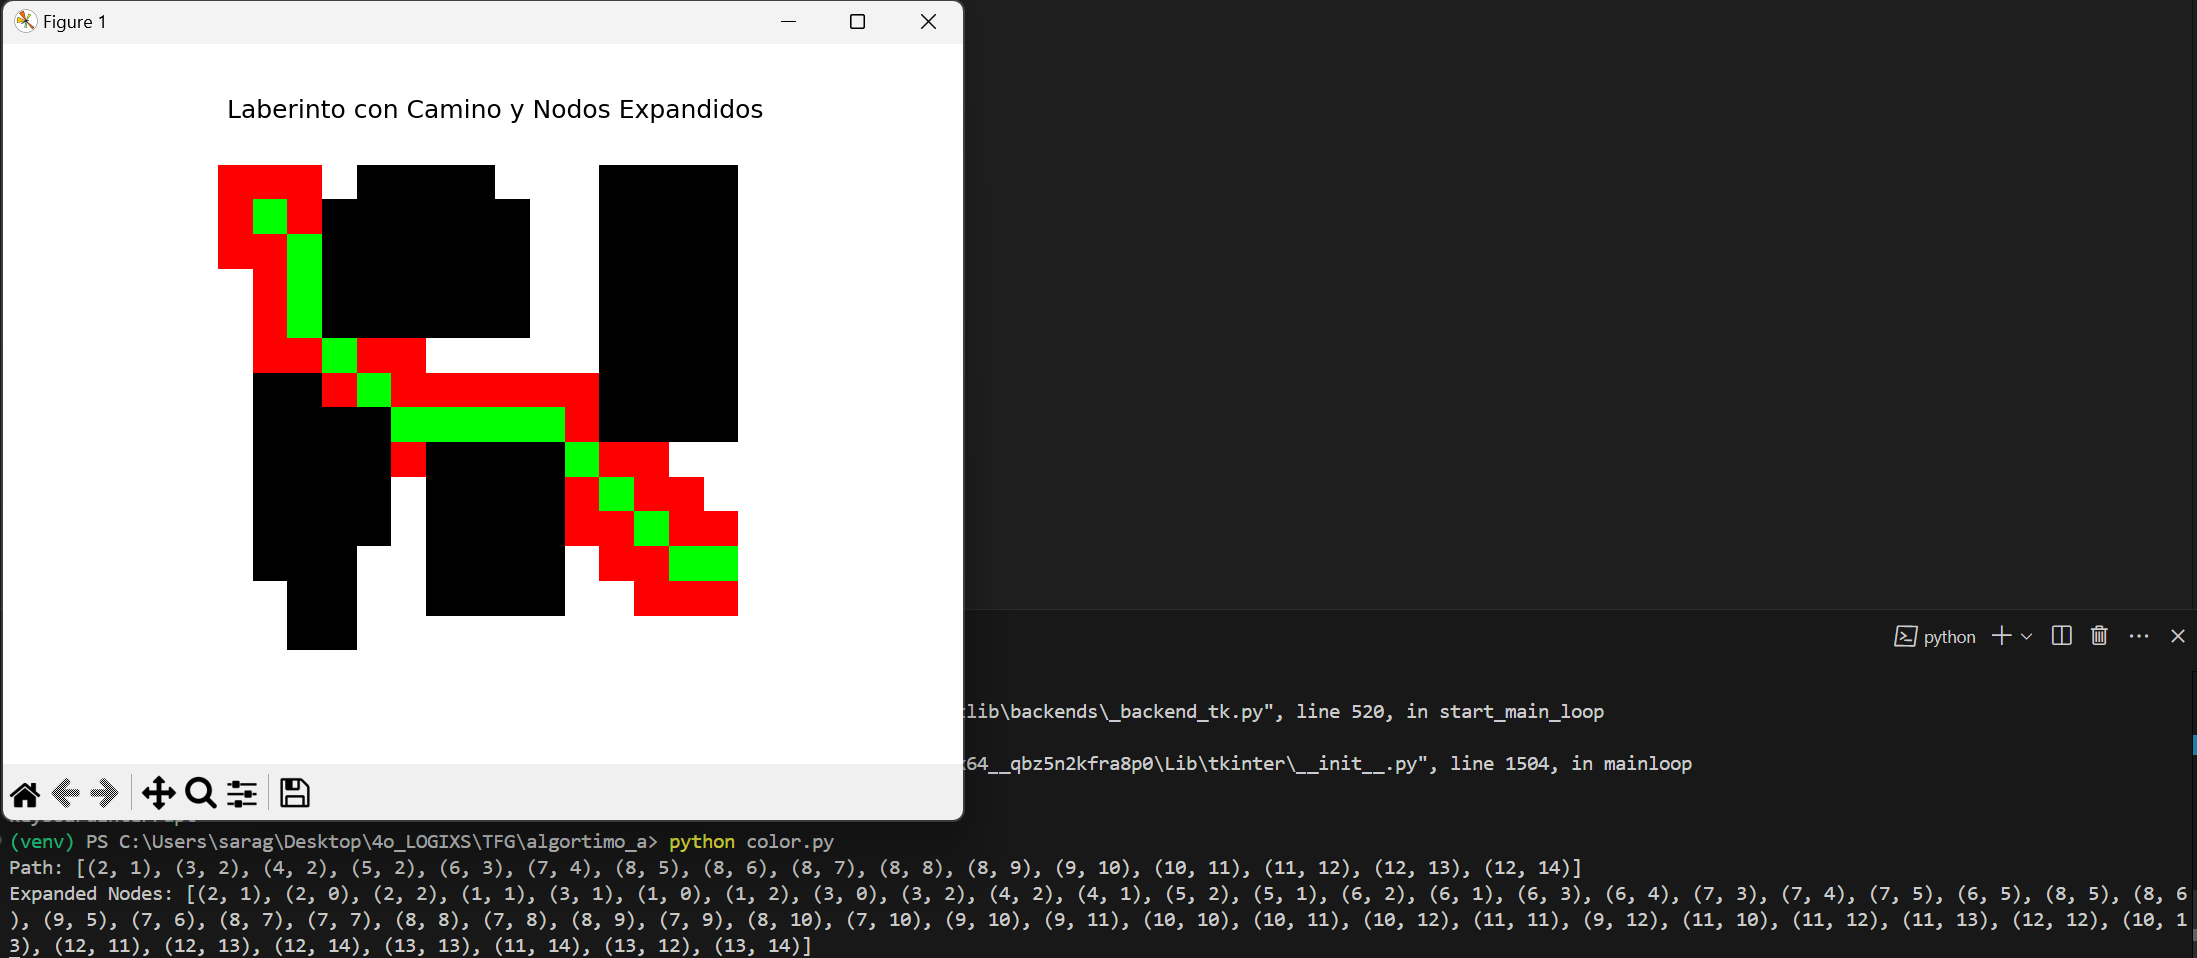 Figure 1
Laberinto con Camino y Nodos Expandidos
python
lib\backends\_backend_tk.py", line 520, in start_main_loop
64__qbz5n2kfra8p0\Lib\tkinter\__init__.py", line 1504, in mainloop
(venv) PS C:\Users\sarag\Desktop\4o_LOGIXS\TFG\algortimo_a> python color.py
Path: [(2, 1), (3, 2), (4, 2), (5, 2), (6, 3), (7, 4), (8, 5), (8, 6), (8, 7), (8, 8), (8, 9), (9, 10), (10, 11), (11, 12), (12, 13), (12, 14)]
Expanded Nodes: [(2, 1), (2, 0), (2, 2), (1, 1), (3, 1), (1, 0), (1, 2), (3, 0), (3, 2), (4, 2), (4, 1), (5, 2), (5, 1), (6, 2), (6, 1), (6, 3), (6, 4), (7, 3), (7, 4), (7, 5), (6, 5), (8, 5), (8, 6
), (9, 5), (7, 6), (8, 7), (7, 7), (8, 8), (7, 8), (8, 9), (7, 9), (8, 10), (7, 10), (9, 10), (9, 11), (10, 10), (10, 11), (10, 12), (11, 11), (9, 12), (11, 10), (11, 12), (11, 13), (12, 12), (10, 1
3), (12, 11), (12, 13), (12, 14), (13, 13), (11, 14), (13, 12), (13, 14)]